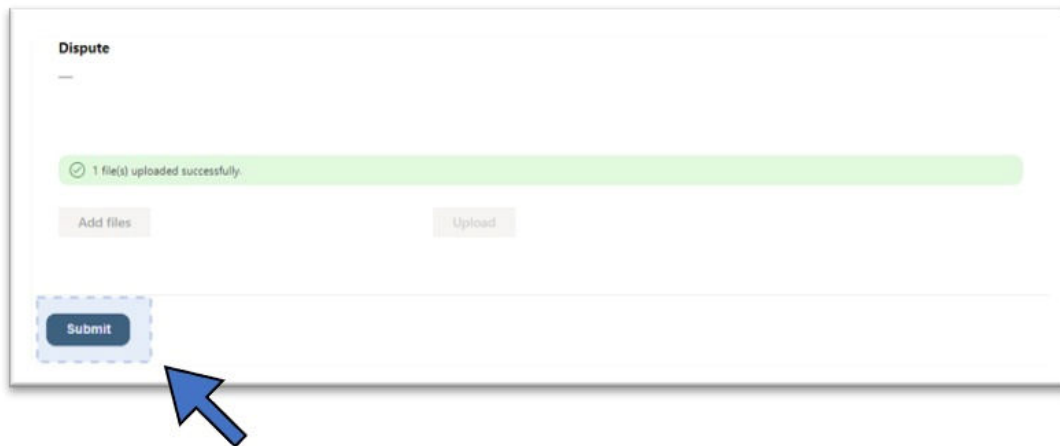 Dispute
—
1 file(s) uploaded successfully.
Add files
Upload
Submit